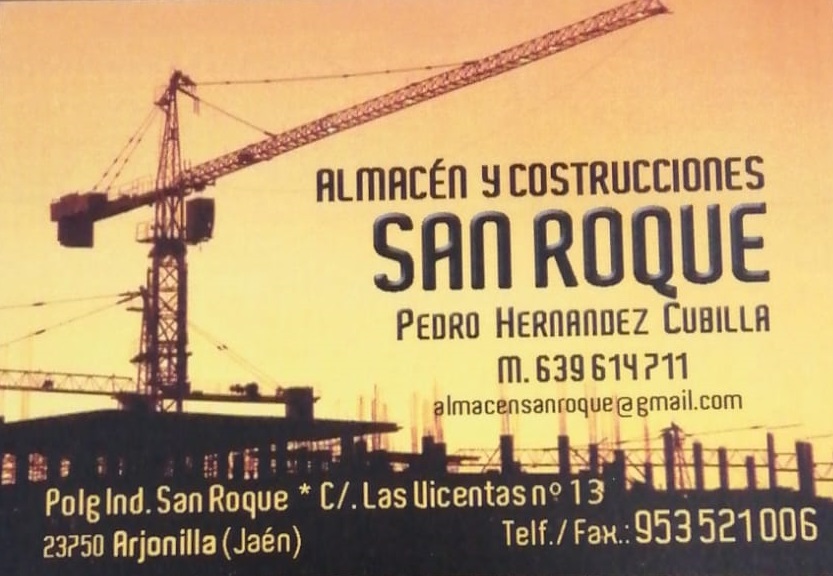 ALMACÉN Y COSTRUCCIONES
SAN ROQUE
PEDRO HERNANDEZ CUBILLA
M. 639 614 711
almacensanroque@gmail.com
Polg Ind. San Roque * C/. Las Vicentas nº 13
23750 Arjonilla (Jaén)
Telf./ Fax.: 953 521 006